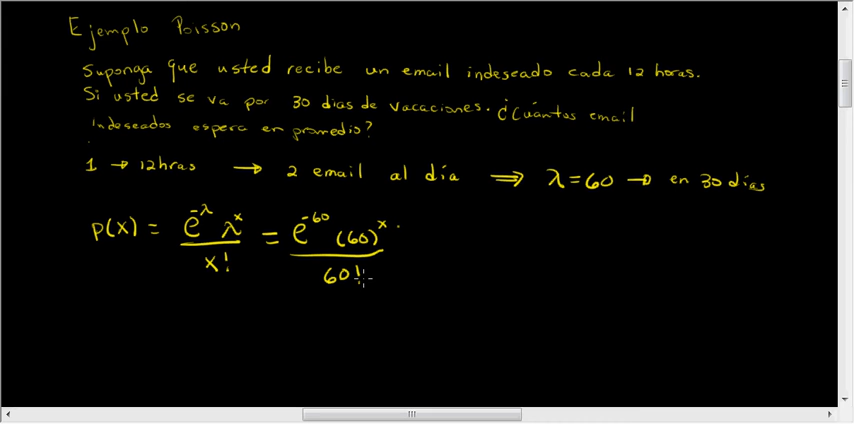 Ejemplo Poisson
Suponga que usted recibe un email indeseado cada 12 horas.
Si usted se va por 30 dias de vacaciones. ¿Cuántos email
indeseados espera en promedio?
1 → 12hras → 2 email al día ⟹ λ=60 → en 30 días
p(x) = e^{-λ} λ^x / x! = e^{-60} (60)^x / 60!